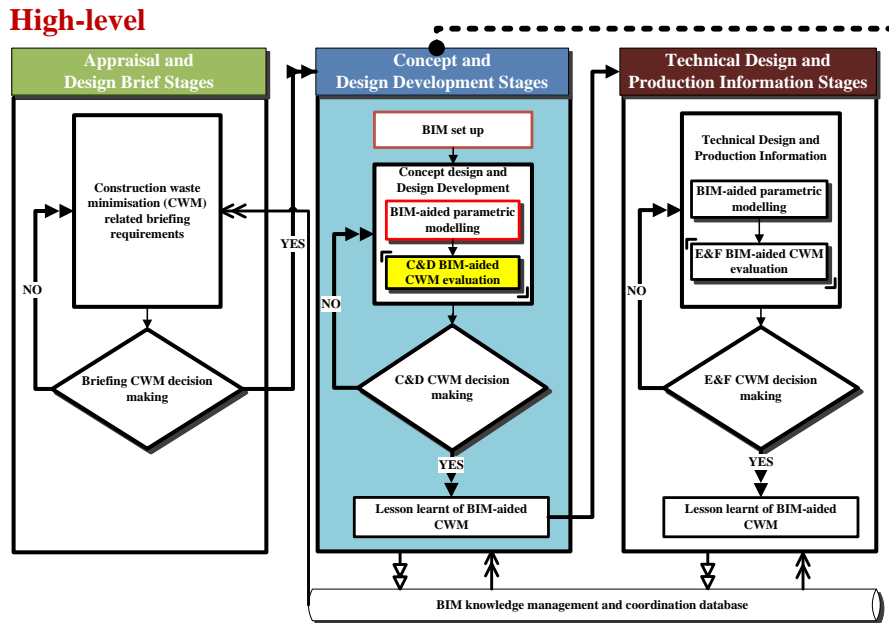 High-level
Appraisal and
Design Brief Stages
Construction waste
minimisation (CWM)
related briefing
requirements
NO
YES
Briefing CWM decision
making
Concept and
Design Development Stages
BIM set up
Concept design and
Design Development
BIM-aided parametric
modelling
C&D BIM-aided
CWM evaluation
NO
C&D CWM decision
making
YES
Lesson learnt of BIM-aided
CWM
Technical Design and
Production Information Stages
Technical Design and
Production Information
BIM-aided parametric
modelling
E&F BIM-aided CWM
evaluation
NO
E&F CWM decision
making
YES
Lesson learnt of BIM-aided
CWM
BIM knowledge management and coordination database